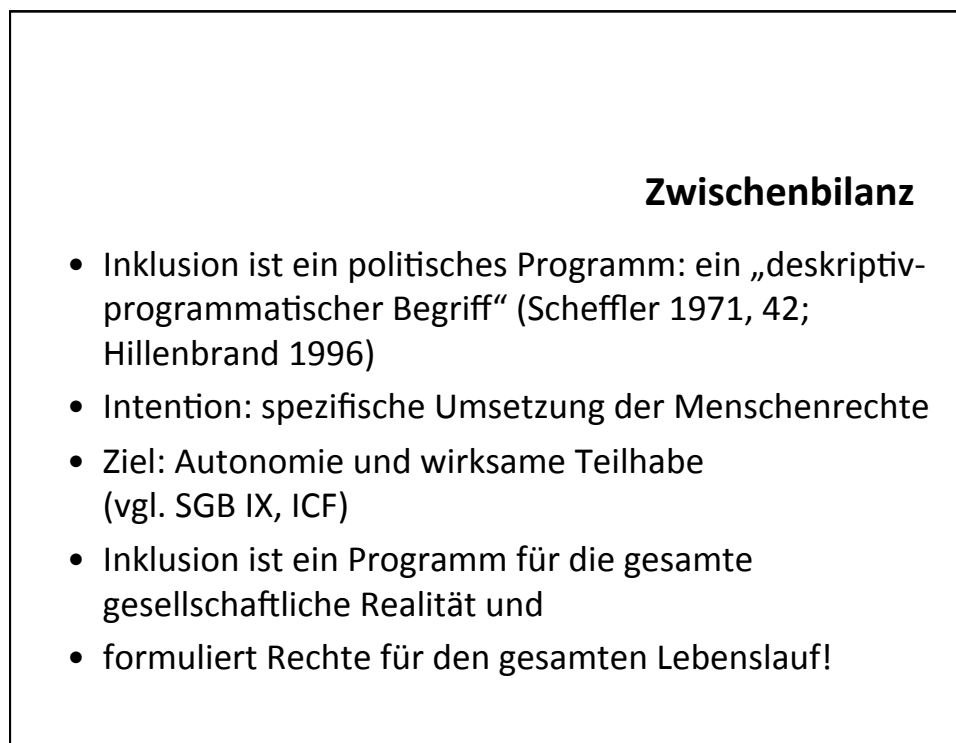 Zwischenbilanz
• Inklusion ist ein politisches Programm: ein „deskriptiv-
programmatischer Begriff“ (Scheffler 1971, 42;
Hillenbrand 1996)
• Intention: spezifische Umsetzung der Menschenrechte
• Ziel: Autonomie und wirksame Teilhabe
(vgl. SGB IX, ICF)
• Inklusion ist ein Programm für die gesamte
gesellschaftliche Realität und
• formuliert Rechte für den gesamten Lebenslauf!